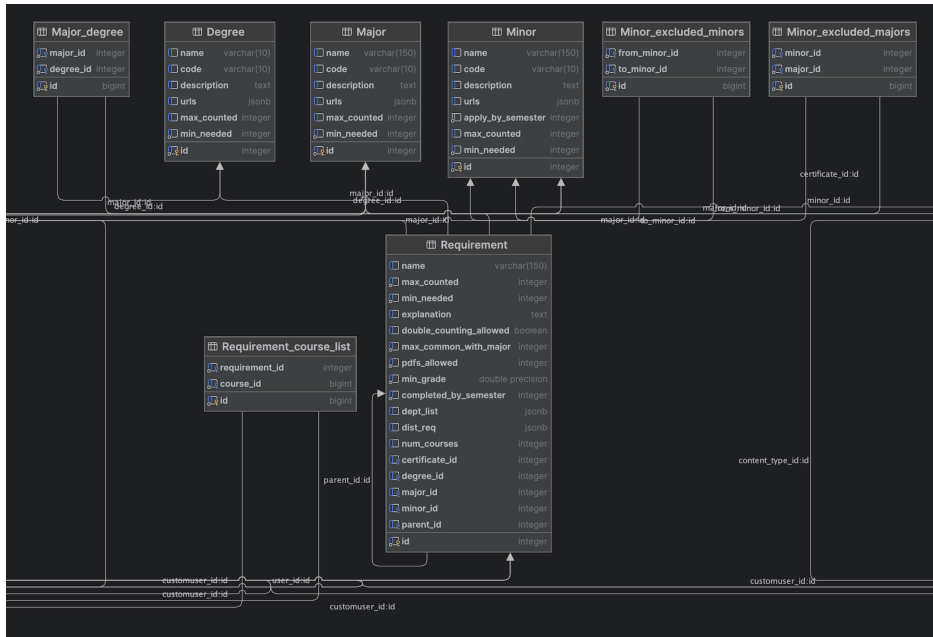 Major_degree
major_id integer
degree_id integer
id bigint
Degree
name varchar(10)
code varchar(10)
description text
urls jsonb
max_counted integer
min_needed integer
id integer
Major
name varchar(150)
code varchar(10)
description text
urls jsonb
max_counted integer
min_needed integer
id integer
Minor
name varchar(150)
code varchar(10)
description text
urls jsonb
apply_by_semester integer
max_counted integer
min_needed integer
id integer
Minor_excluded_minors
from_minor_id integer
to_minor_id integer
id bigint
Minor_excluded_majors
minor_id integer
major_id integer
id bigint
certificate_id:id
major_id:id
degree_id:id
major_id:id
degree_id:id
minor_id:id
major_id:id
to_minor_id:id
Requirement
name varchar(150)
max_counted integer
min_needed integer
explanation text
double_counting_allowed boolean
max_common_with_major integer
pdfs_allowed integer
min_grade double precision
completed_by_semester integer
dept_list jsonb
dist_req jsonb
num_courses integer
certificate_id integer
degree_id integer
major_id integer
minor_id integer
parent_id integer
id integer
Requirement_course_list
requirement_id integer
course_id bigint
id bigint
parent_id:id
content_type_id:id
customuser_id:id
user_id:id
customuser_id:id
customuser_id:id
customuser_id:id